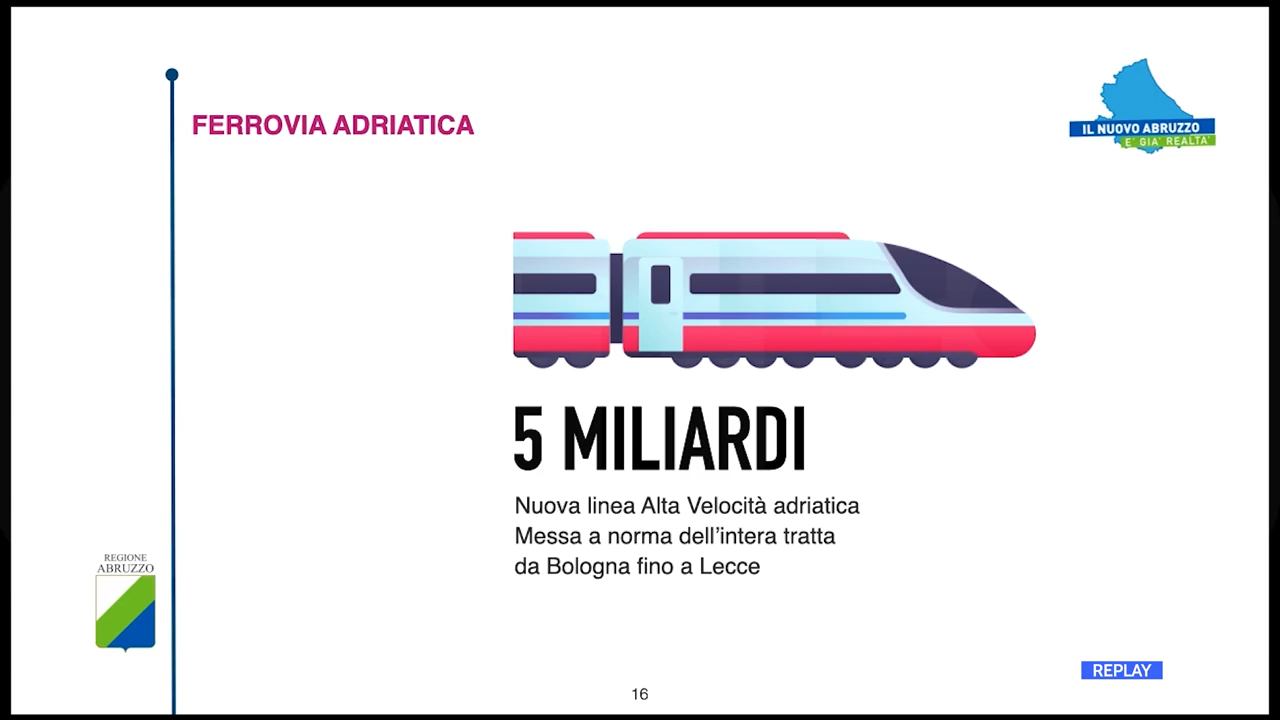 FERROVIA ADRIATICA
IL NUOVO ABRUZZO
E' GIA' REALTA'
5 MILIARDI
Nuova linea Alta Velocità adriatica
Messa a norma dell'intera tratta
da Bologna fino a Lecce
REGIONE
ABRUZZO
REPLAY
16